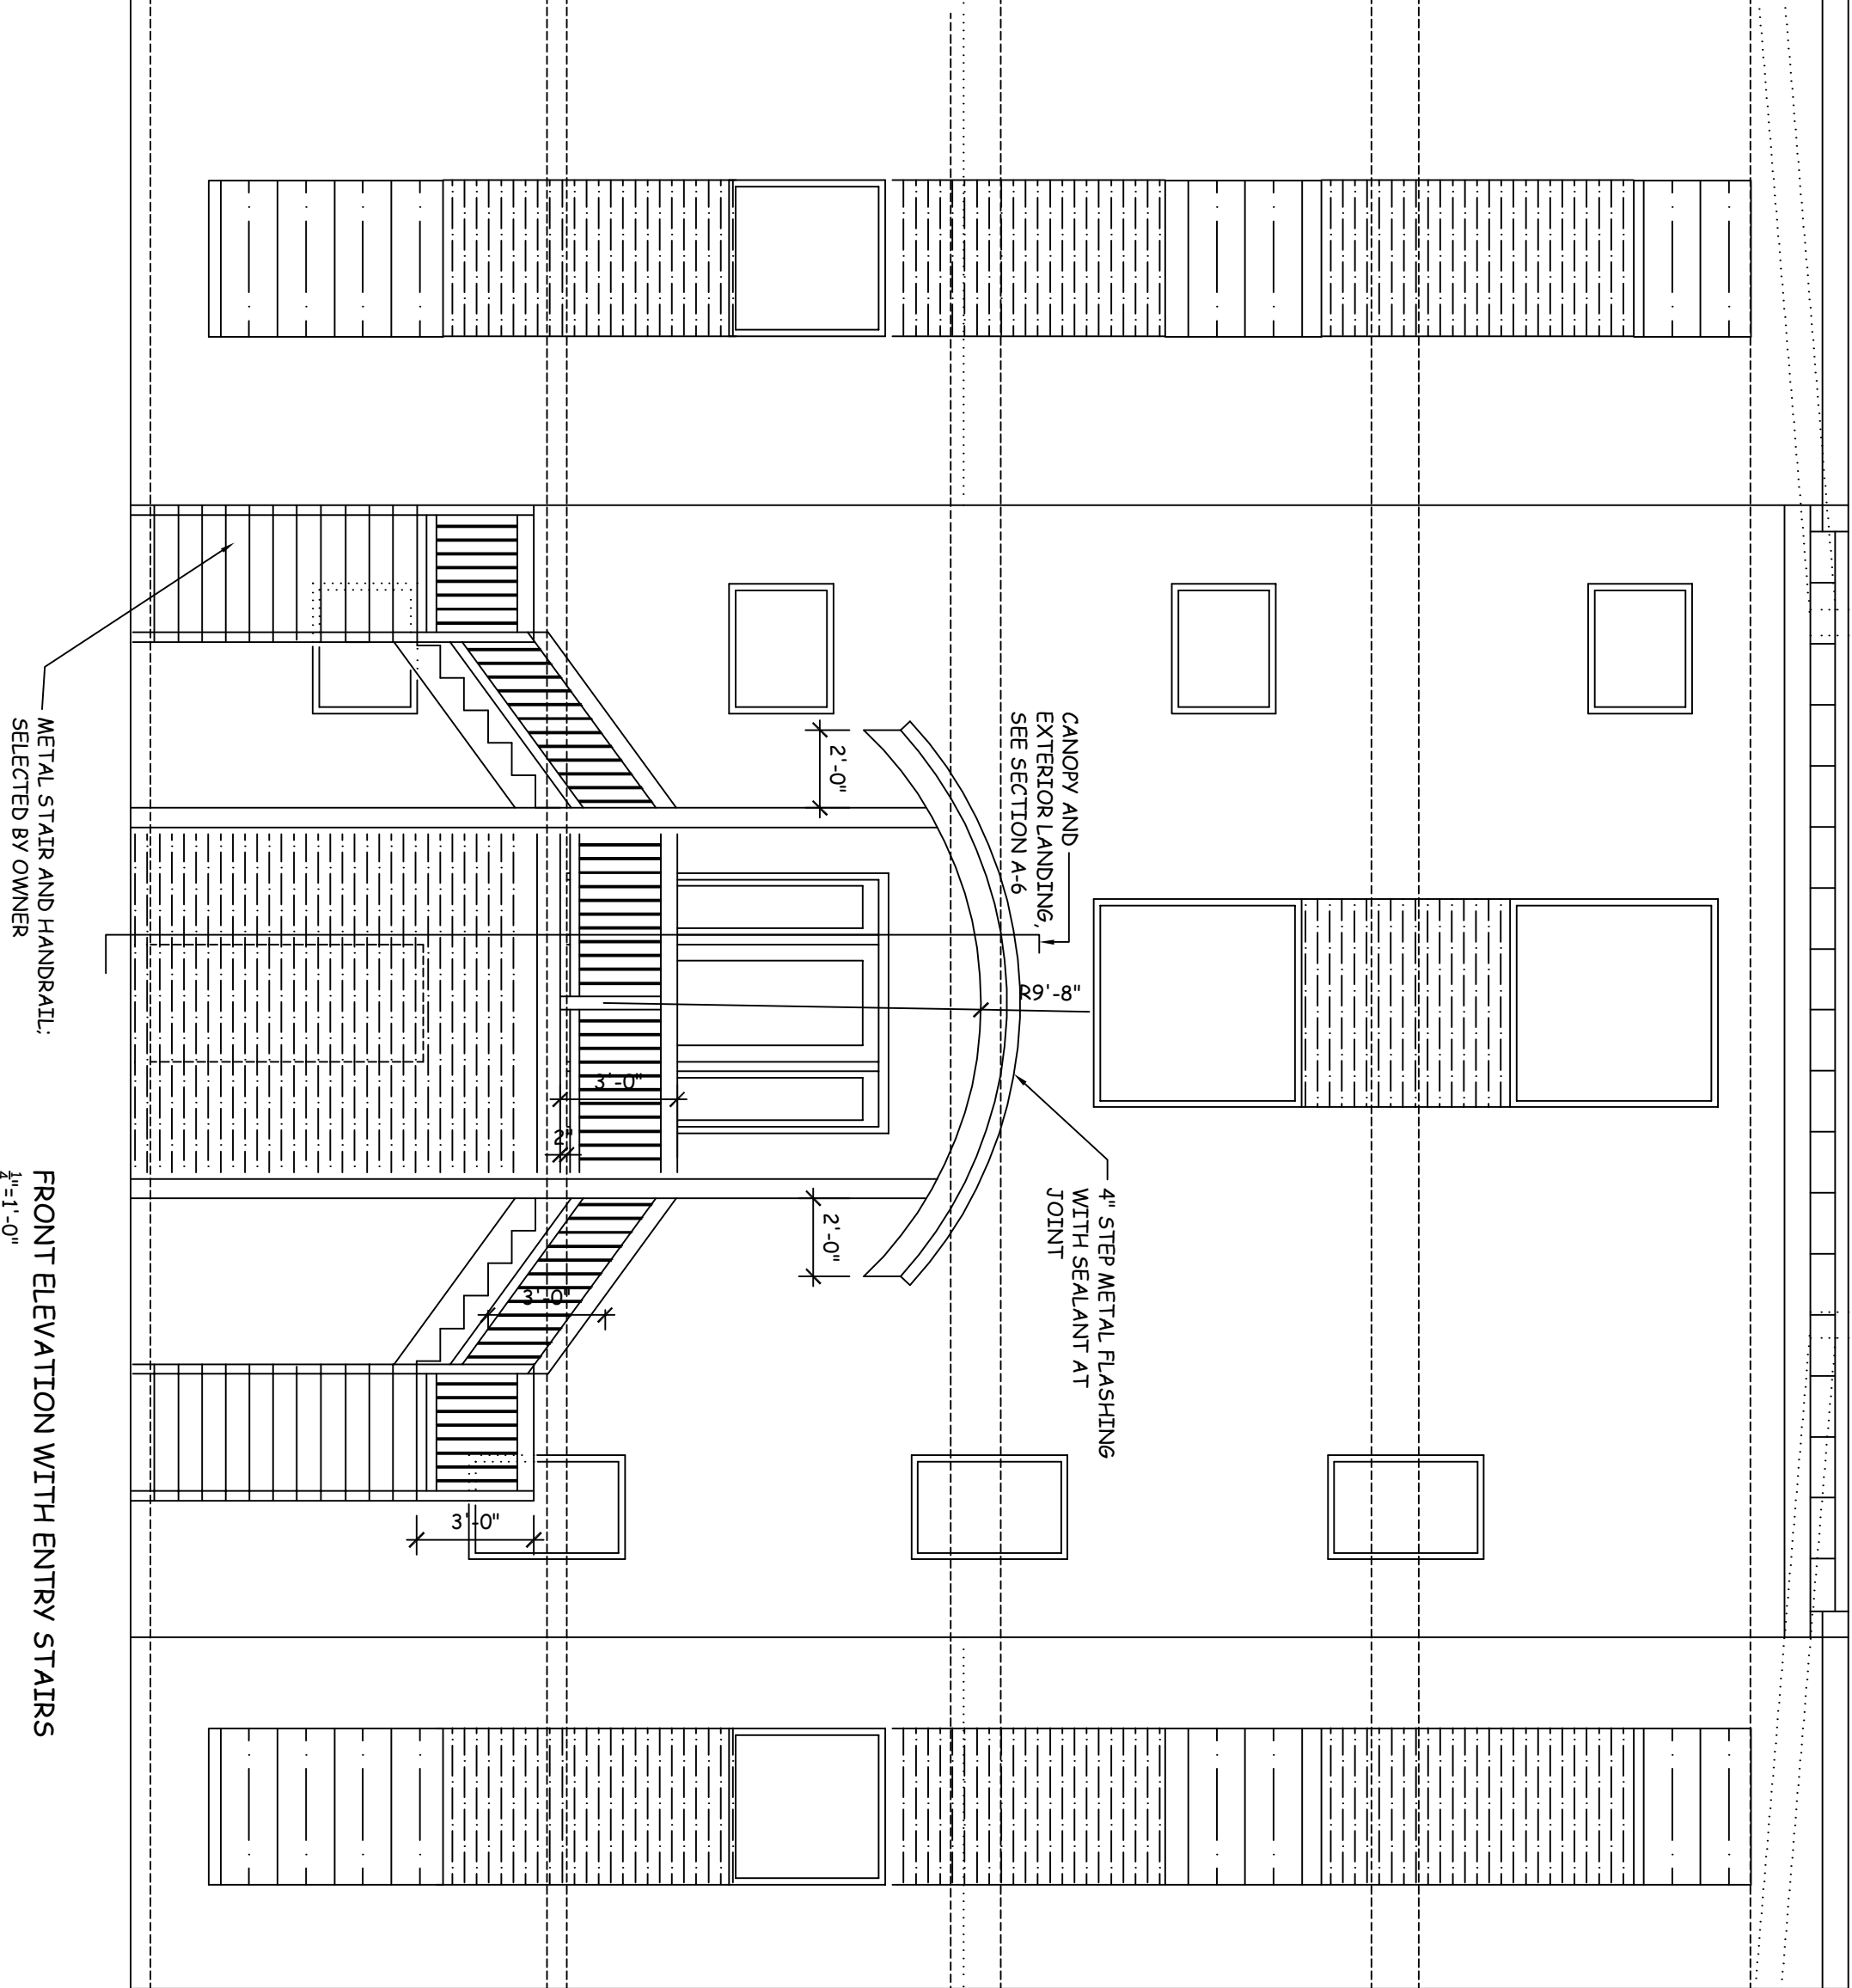 CANOPY AND
EXTERIOR LANDING,
SEE SECTION A-6
4" STEP METAL FLASHING
WITH SEALANT AT
JOINT
R9'-8"
2'-0"
2'-0"
3'-0"
2"
3'-0"
3'-0"
METAL STAIR AND HANDRAIL;
SELECTED BY OWNER
FRONT ELEVATION WITH ENTRY STAIRS
1/4"=1'-0"